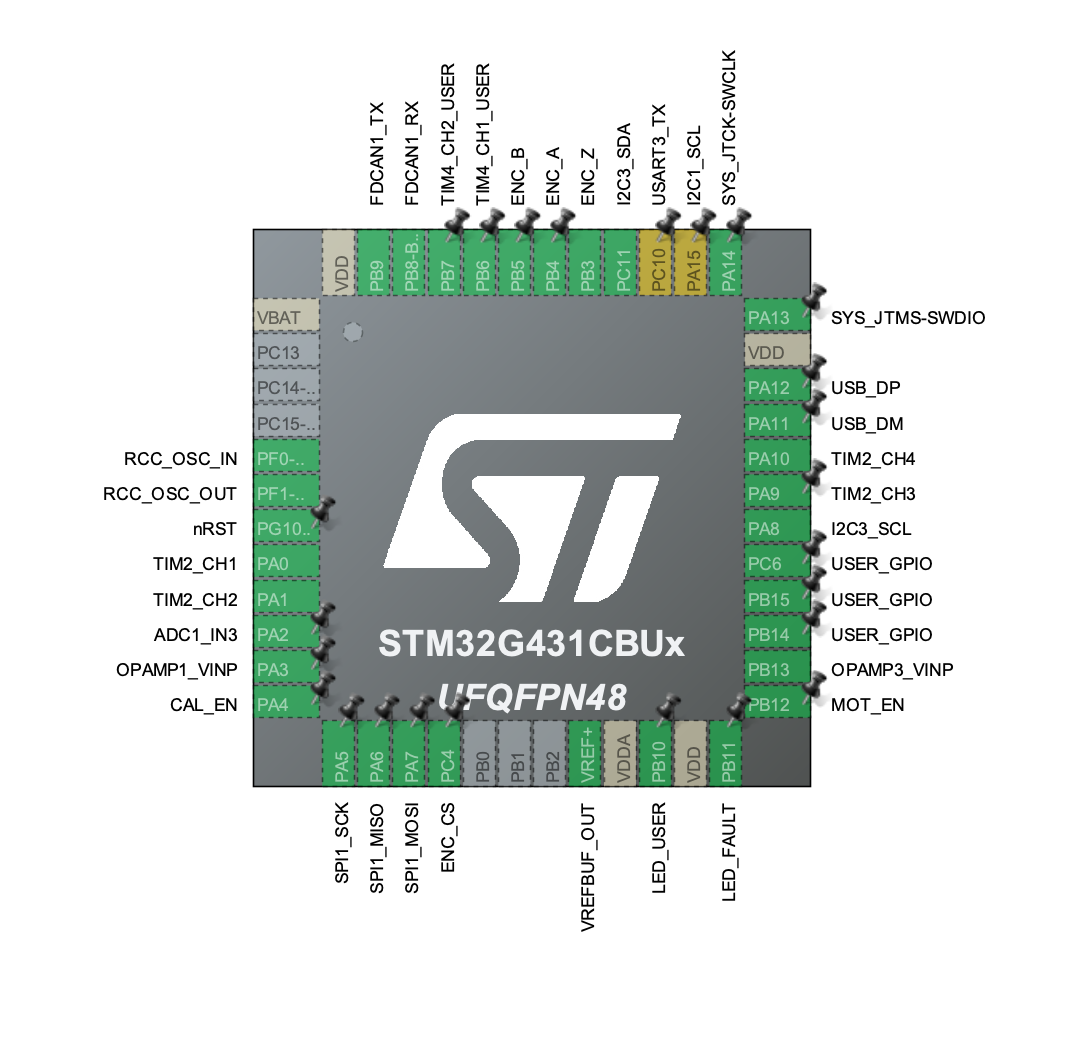 FDCAN1_TX
FDCAN1_RX
TIM4_CH2_USER
TIM4_CH1_USER
ENC_B
ENC_A
ENC_Z
I2C3_SDA
USART3_TX
I2C1_SCL
SYS_JTCK-SWCLK
VDD
PB9
PB8-B..
PB7
PB6
PB5
PB4
PB3
PC11
PC10
PA15
PA14
VBAT
PC13
PC14-..
PC15-..
RCC_OSC_IN PF0-..
RCC_OSC_OUT PF1-..
nRST PG10..
TIM2_CH1 PA0
TIM2_CH2 PA1
ADC1_IN3 PA2
OPAMP1_VINP PA3
CAL_EN PA4
PA13 SYS_JTMS-SWDIO
VDD
PA12 USB_DP
PA11 USB_DM
PA10 TIM2_CH4
PA9 TIM2_CH3
PA8 I2C3_SCL
PC6 USER_GPIO
PB15 USER_GPIO
PB14 USER_GPIO
PB13 OPAMP3_VINP
PB12 MOT_EN
ST
STM32G431CBUx
UFQFPN48
PA5
PA6
PA7
PC4
PB0
PB1
PB2
VREF+
VDDA
PB10
VDD
PB11
SPI1_SCK
SPI1_MISO
SPI1_MOSI
ENC_CS
VREFBUF_OUT
LED_USER
LED_FAULT